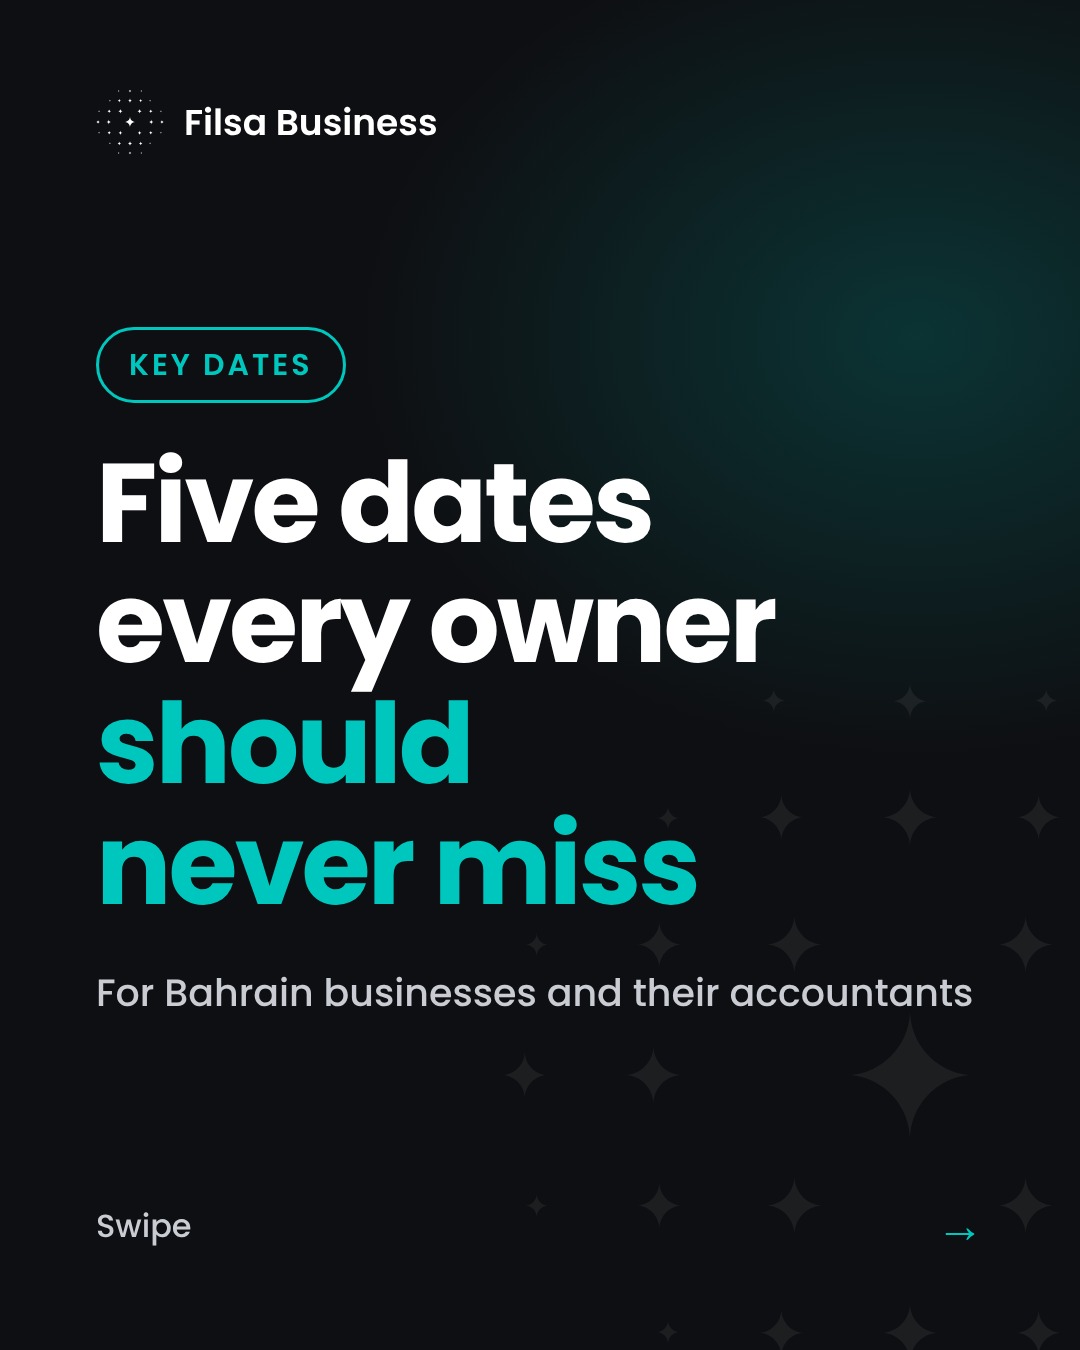 Filsa Business
KEY DATES
Five dates
every owner
should
never miss
For Bahrain businesses and their accountants
Swipe →